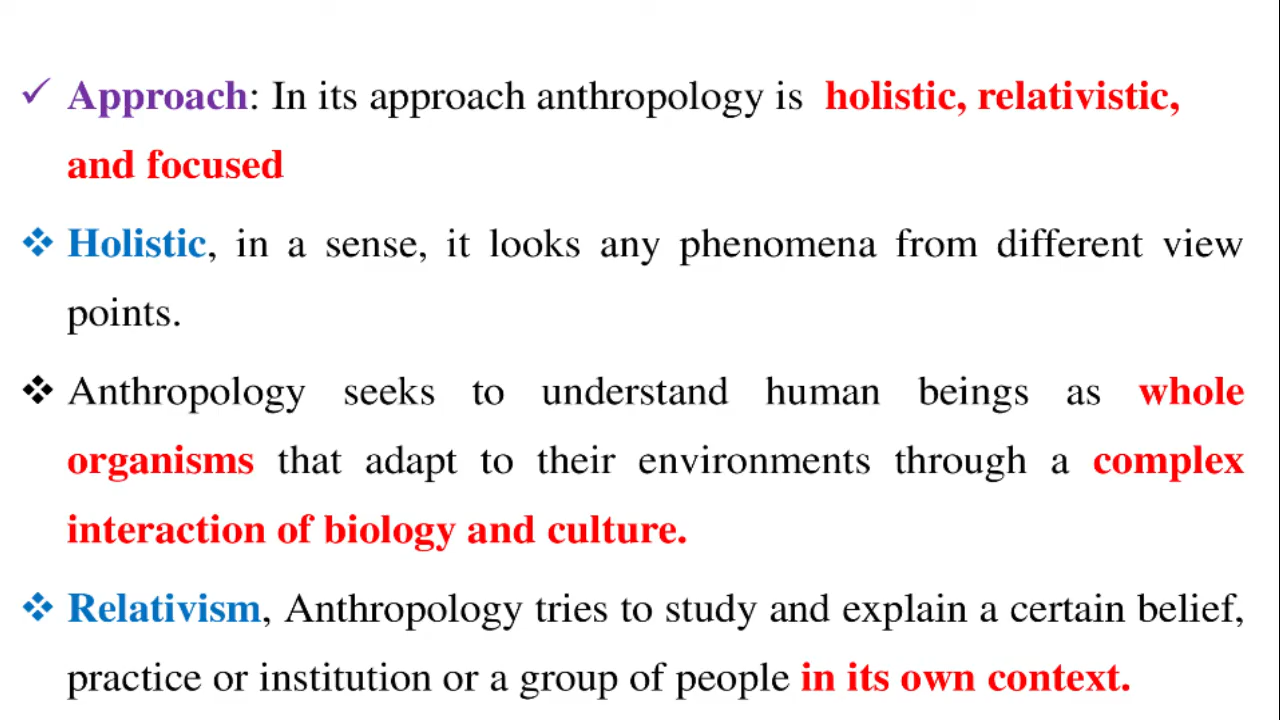 ✓ Approach: In its approach anthropology is holistic, relativistic,
and focused
❖ Holistic, in a sense, it looks any phenomena from different view
points.
❖ Anthropology seeks to understand human beings as whole
organisms that adapt to their environments through a complex
interaction of biology and culture.
❖ Relativism, Anthropology tries to study and explain a certain belief,
practice or institution or a group of people in its own context.